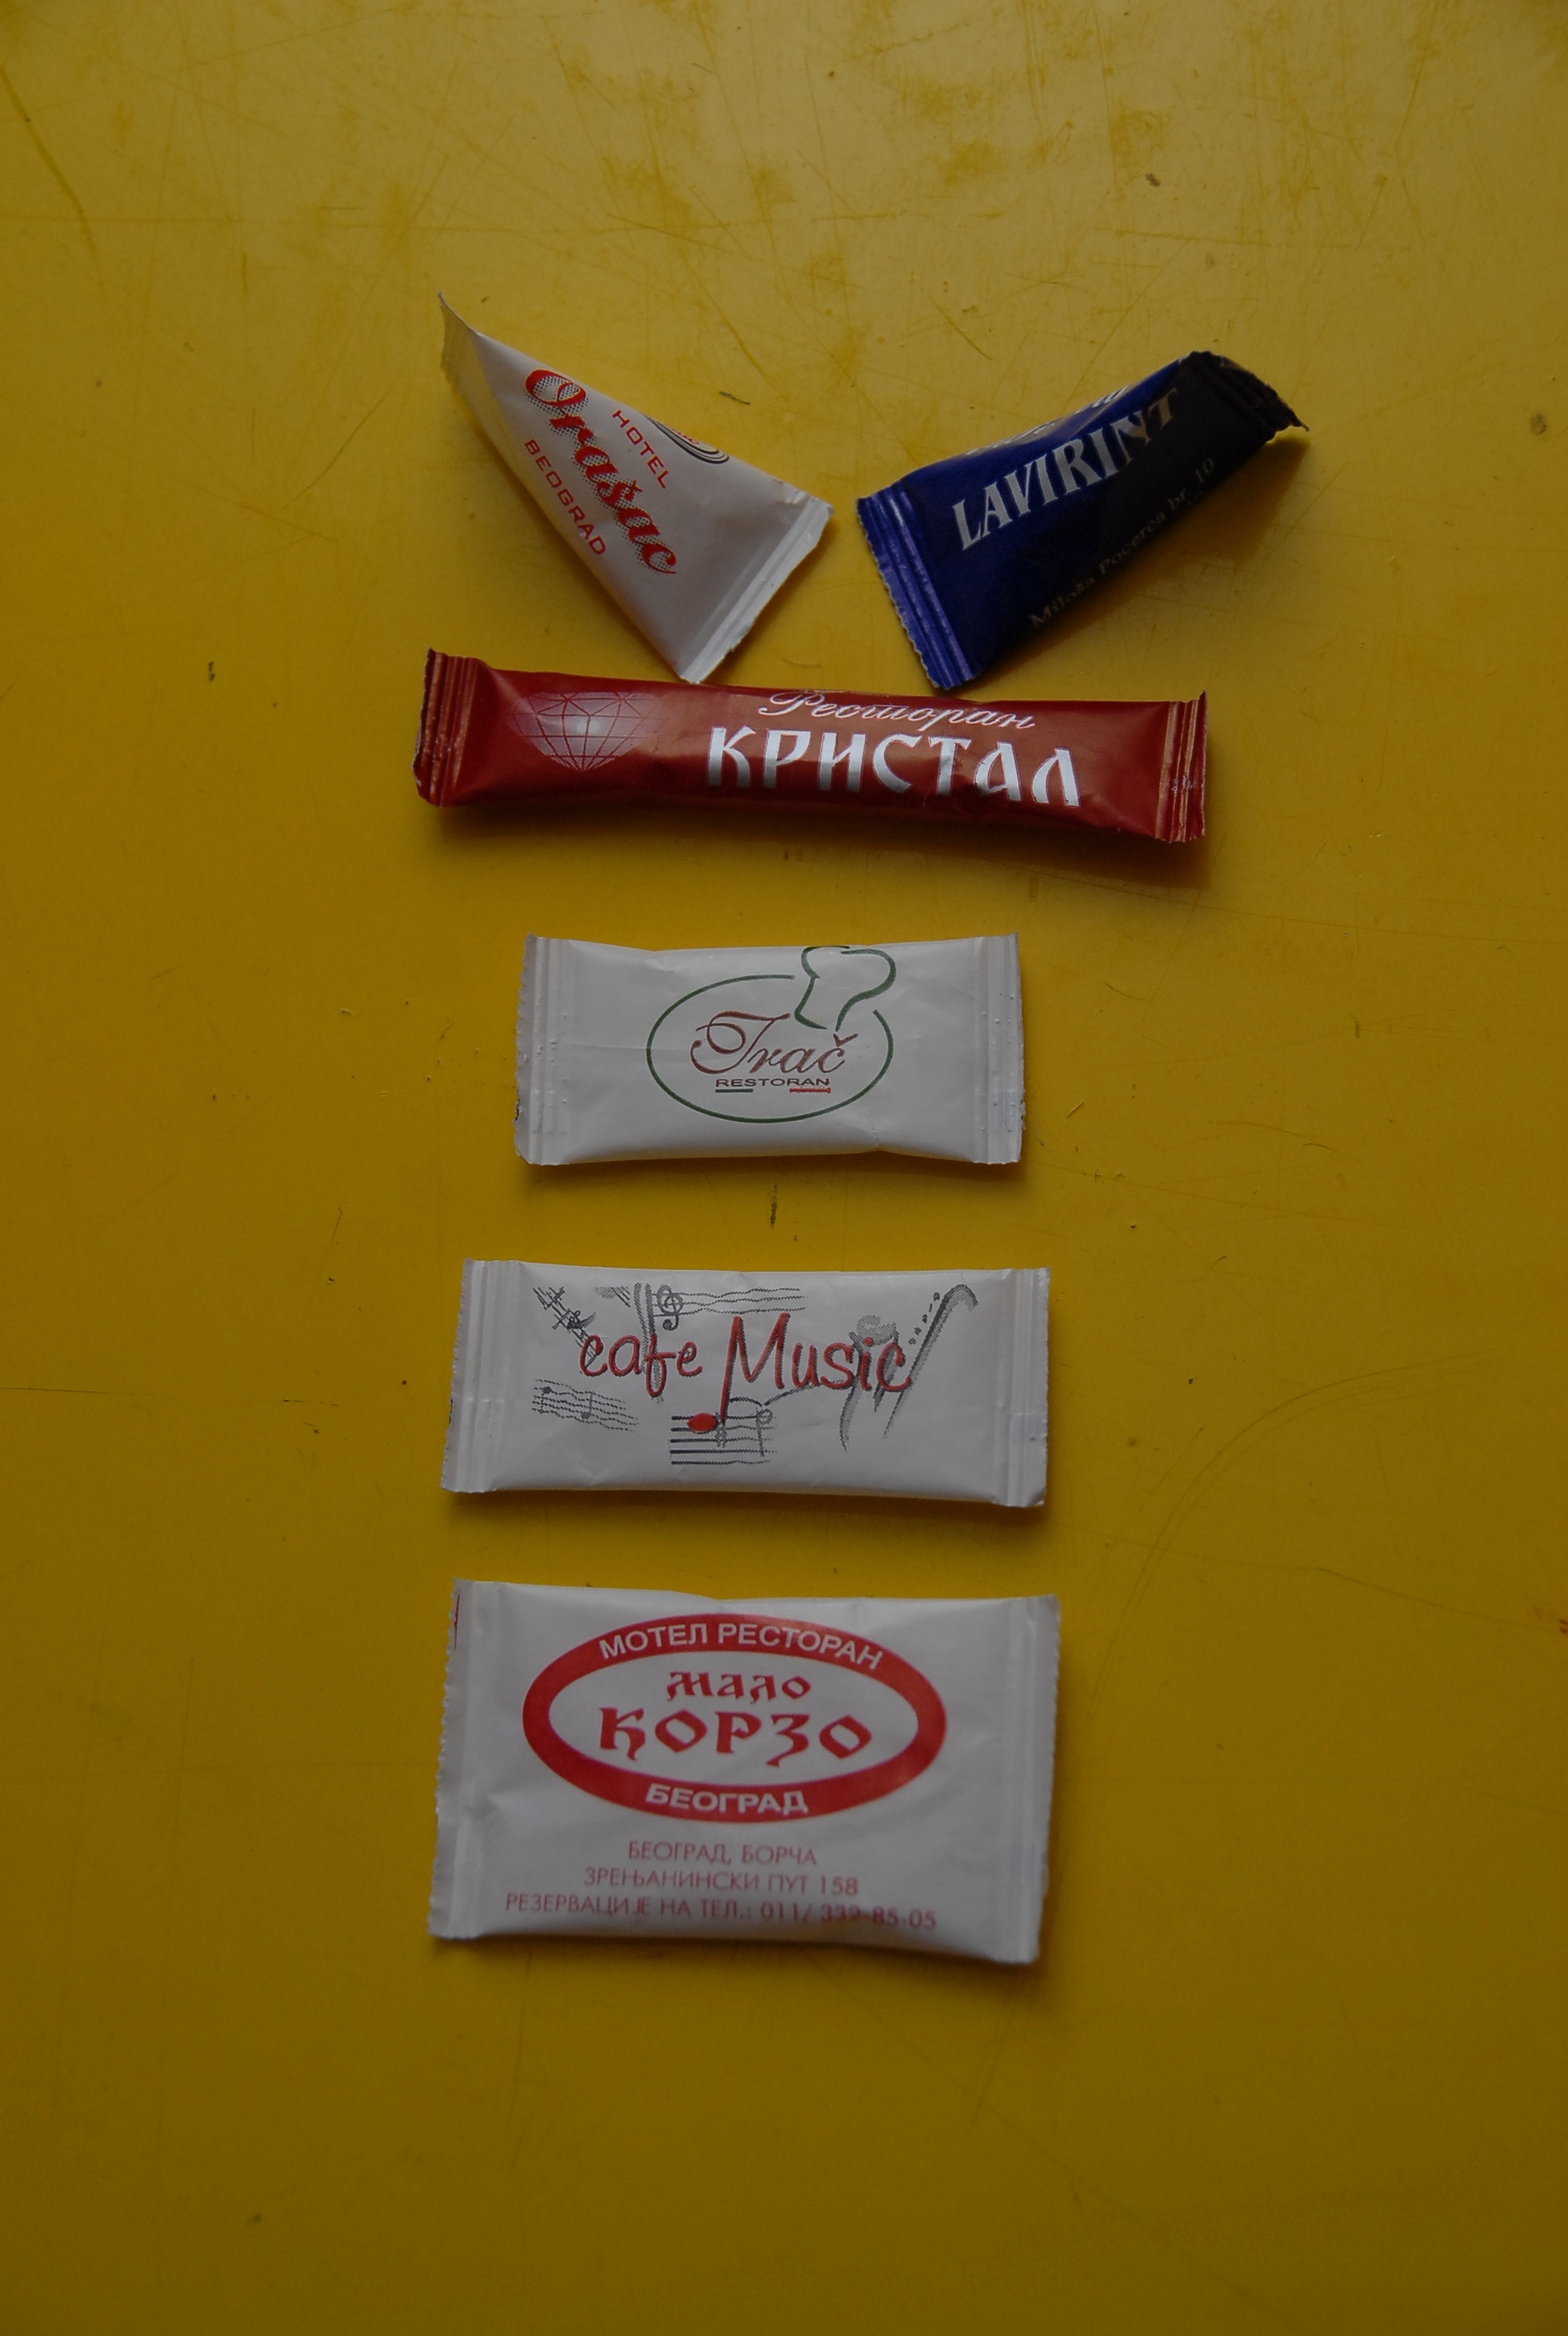 HOTEL
Orašac
BEOGRAD
LAVIRINT
Miloša Pocerca br. 10
Ресторан
КРИСТАЛ
Trač
RESTORAN
cafe Music
МОТЕЛ РЕСТОРАН
мало
КОРЗО
БЕОГРАД
БЕОГРАД, БОРЧА
ЗРЕЊАНИНСКИ ПУТ 158
РЕЗЕРВАЦИЈЕ НА ТЕЛ.: 011/ 332-85-05